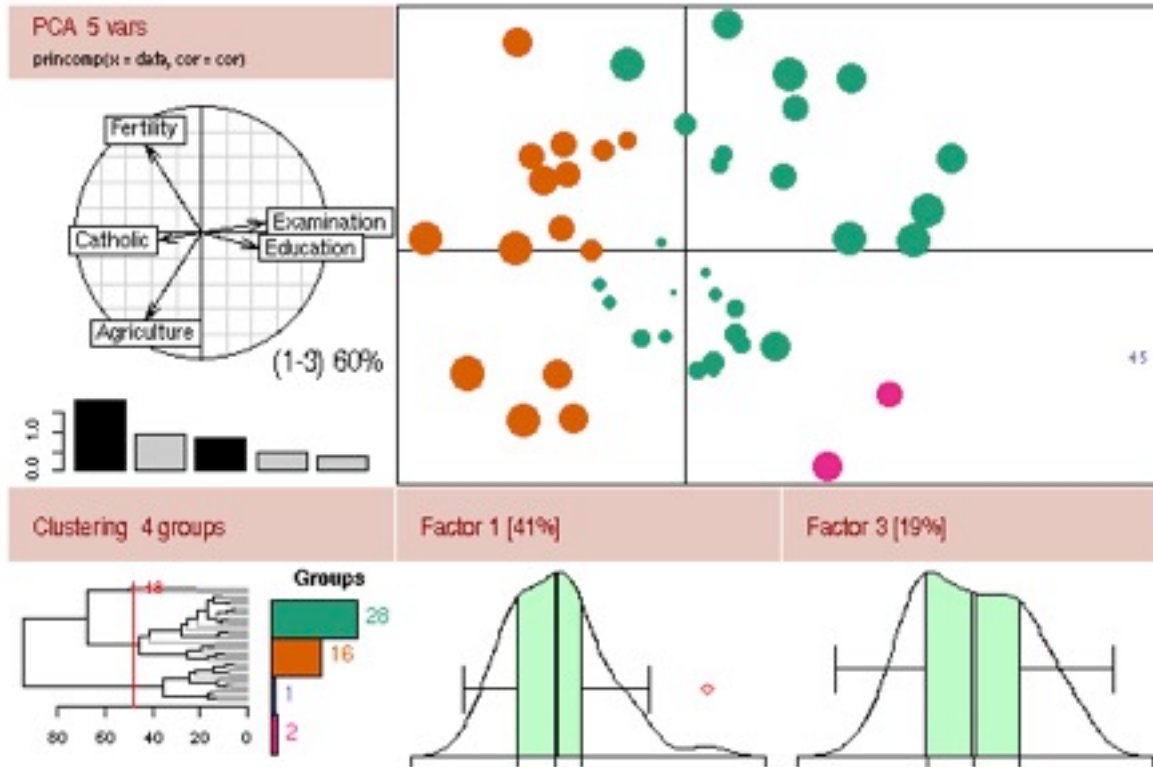 PCA 5 vars
princomp(x = data, cor = cor)
Fertility
Examination
Catholic
Education
Agriculture
(1-3) 60%
1.0
0.0
45
Clustering 4 groups
Factor 1 [41%]
Factor 3 [19%]
Groups
28
16
1
2
80 60 40 20 0